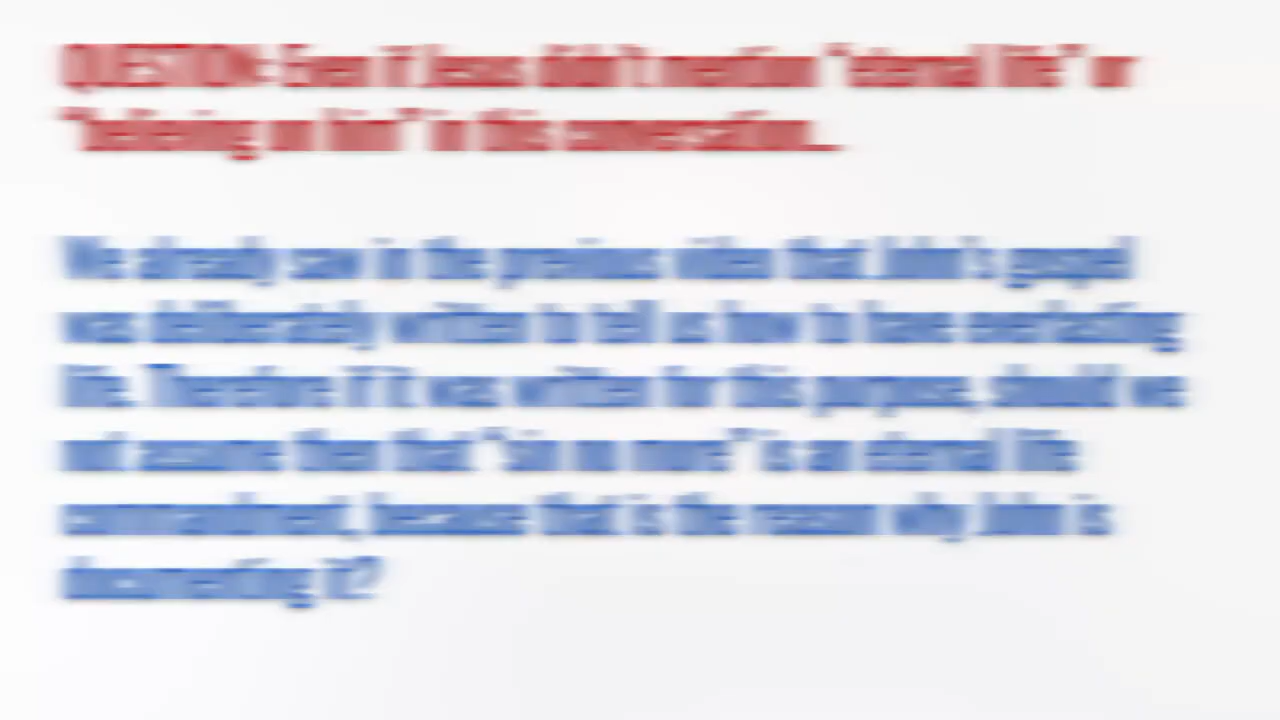 QUESTION: Even if Jesus didn't mention "eternal life" or
"believing on him" in this conversation...
We already saw in the previous video that John's gospel
was deliberately written to tell us how to have everlasting
life. Therefore if it was written for this purpose, should we
not assume then that "sin no more" is an eternal life
commandment, because that is the reason why John is
documenting it?